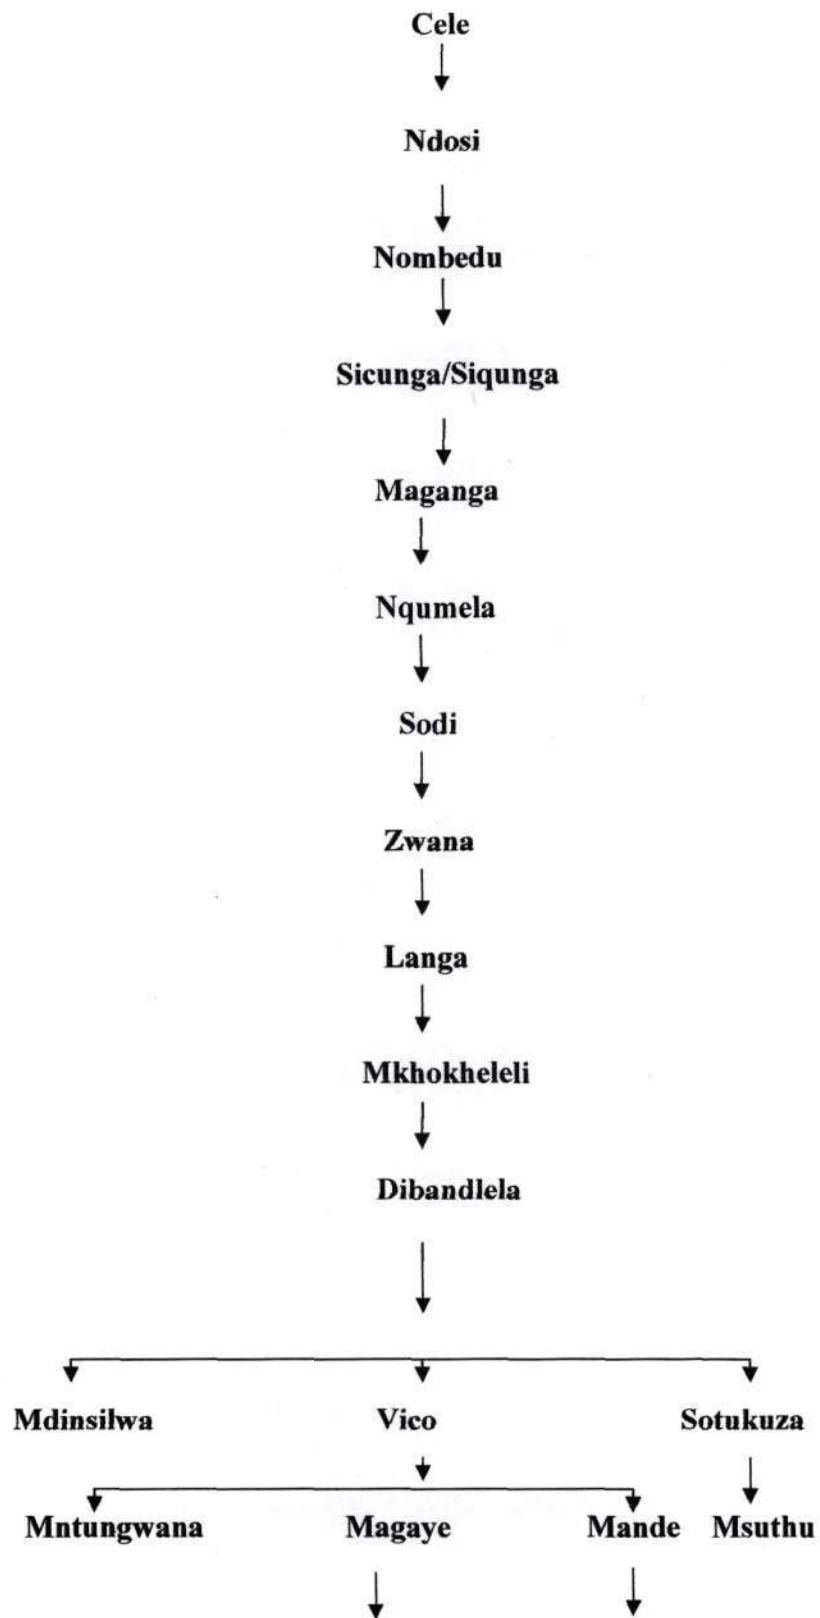 Cele
Ndosi
Nombedu
Sicunga/Siqunga
Maganga
Nqumela
Sodi
Zwana
Langa
Mkhokheleli
Dibandlela
Mdinsilwa Vico Sotukuza
Mntungwana Magaye Mande Msuthu